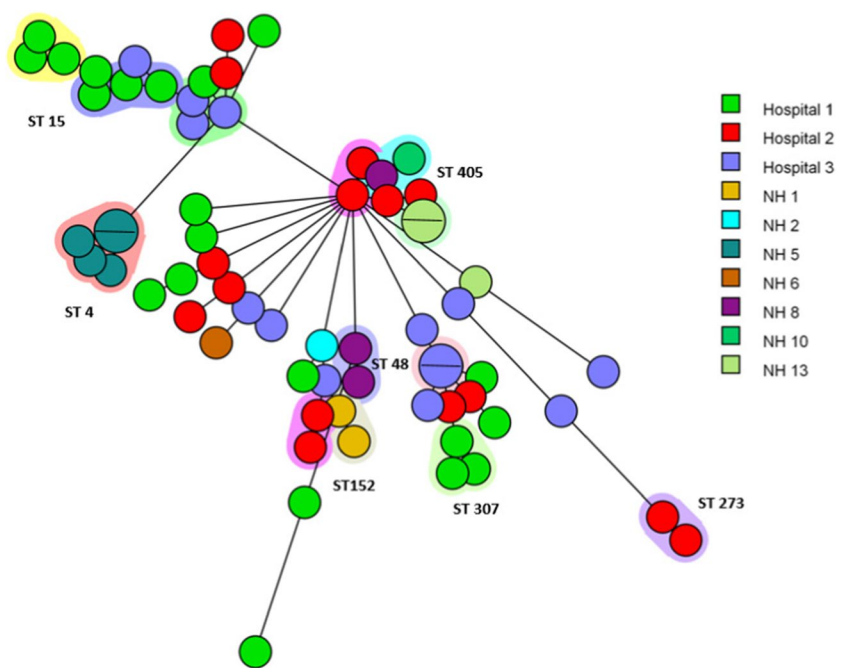 ST 15
ST 405
ST 4
ST 48
ST152
ST 307
ST 273
Hospital 1
Hospital 2
Hospital 3
NH 1
NH 2
NH 5
NH 6
NH 8
NH 10
NH 13